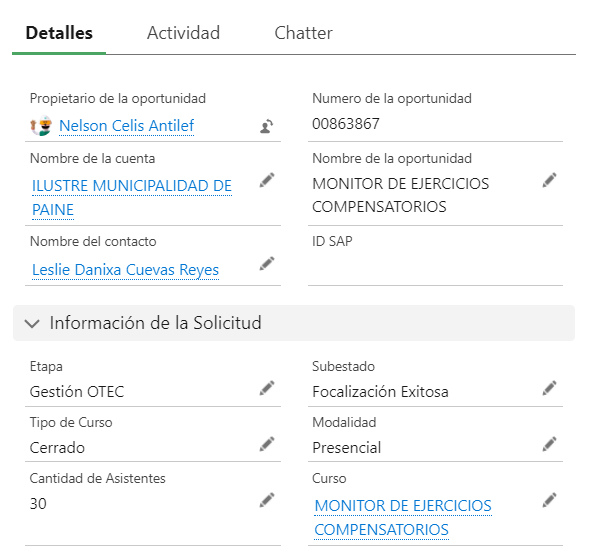 Detalles
Actividad
Chatter
Propietario de la oportunidad
Nelson Celis Antilef
Numero de la oportunidad
00863867
Nombre de la cuenta
ILUSTRE MUNICIPALIDAD DE
PAINE
Nombre de la oportunidad
MONITOR DE EJERCICIOS
COMPENSATORIOS
Nombre del contacto
Leslie Danixa Cuevas Reyes
ID SAP
Información de la Solicitud
Etapa
Gestión OTEC
Subestado
Focalización Exitosa
Tipo de Curso
Cerrado
Modalidad
Presencial
Cantidad de Asistentes
30
Curso
MONITOR DE EJERCICIOS
COMPENSATORIOS